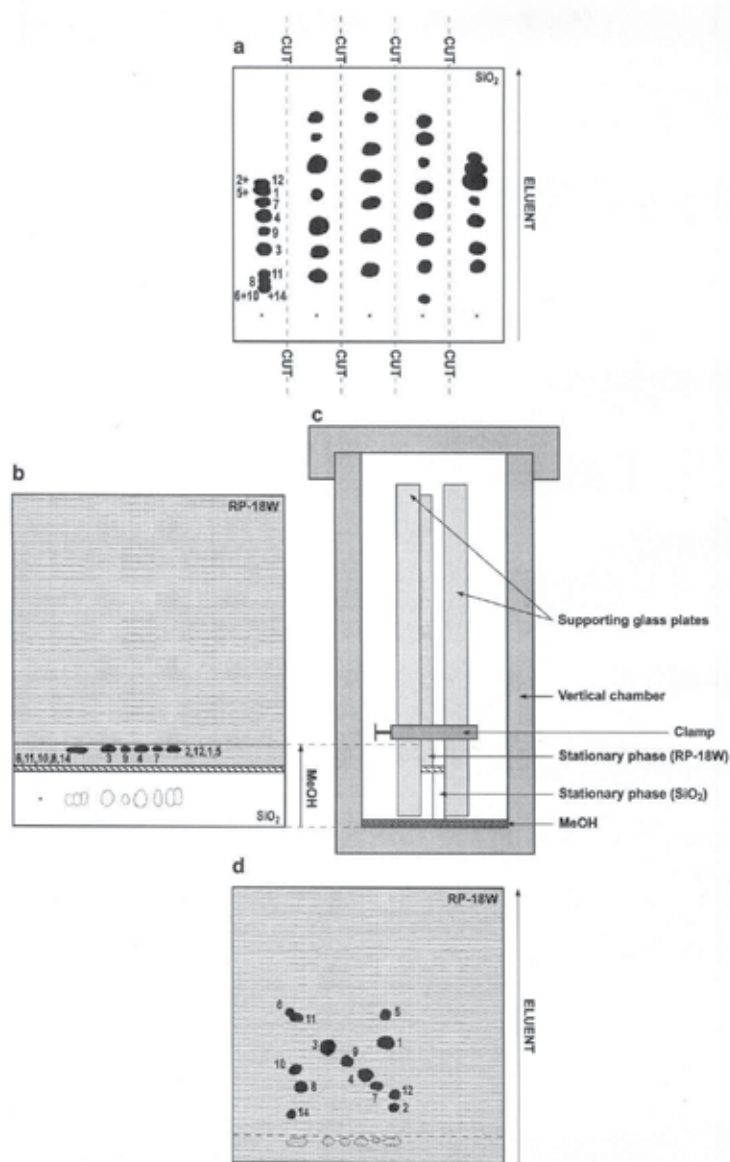 a
CUT CUT CUT CUT
SiO2
2+ 12
5+ 1
7
4
9
3
11
8
6+10 +14
ELUENT
CUT CUT CUT CUT
b
RP-18W
6,11,10,8,14 3 9 4 7 2,12,1,5
MeOH
SiO2
c
Supporting glass plates
Vertical chamber
Clamp
Stationary phase (RP-18W)
Stationary phase (SiO2)
MeOH
d
RP-18W
6
11
5
3
1
9
10
4
8
7
12
2
14
ELUENT